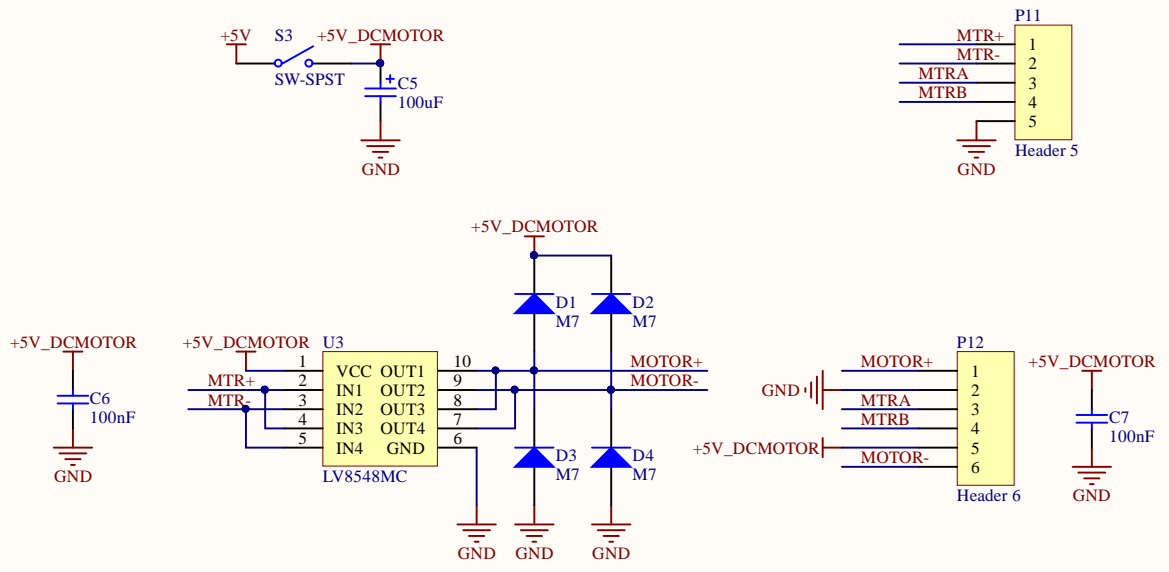 +5V
S3
+5V_DCMOTOR
SW-SPST
+
C5
100uF
GND
P11
MTR+
1
MTR-
2
MTRA
3
MTRB
4
5
GND
Header 5
+5V_DCMOTOR
D1
M7
D2
M7
+5V_DCMOTOR
C6
100nF
GND
+5V_DCMOTOR
U3
1
VCC OUT1
10
MTR+
2
IN1 OUT2
9
MTR-
3
IN2 OUT3
8
4
IN3 OUT4
7
5
IN4 GND
6
LV8548MC
MOTOR+
MOTOR-
D3
M7
D4
M7
GND
GND
GND
P12
MOTOR+
1
GND
2
MTRA
3
MTRB
4
+5V_DCMOTOR
5
MOTOR-
6
Header 6
+5V_DCMOTOR
C7
100nF
GND